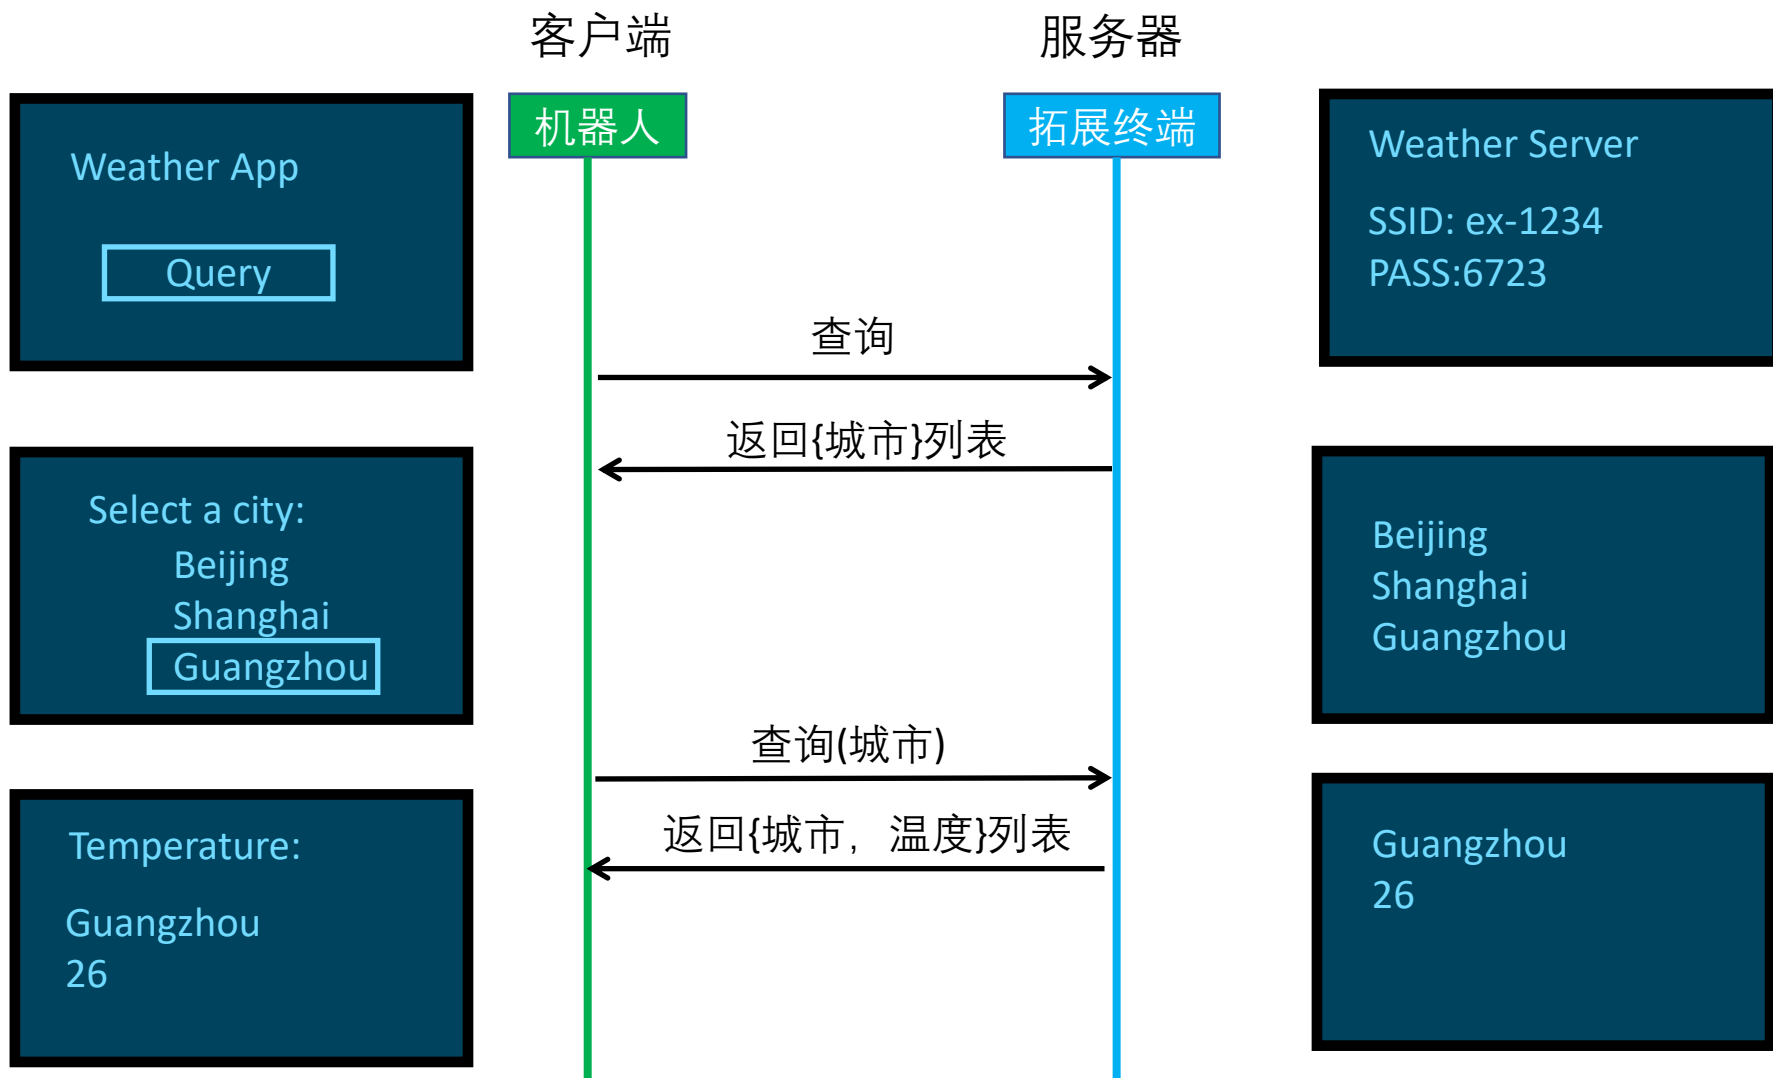 客户端
服务器
机器人
拓展终端
Weather App
Query
Weather Server
SSID: ex-1234
PASS:6723
查询
返回{城市}列表
Select a city:
Beijing
Shanghai
Guangzhou
Beijing
Shanghai
Guangzhou
查询(城市)
返回{城市，温度}列表
Temperature:
Guangzhou
26
Guangzhou
26